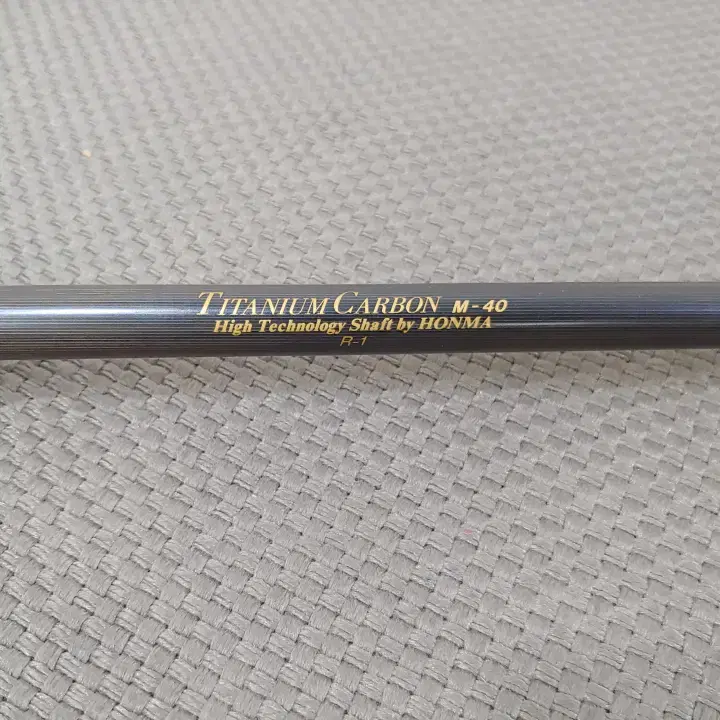 TITANIUM CARBON M-40
High Technology Shaft by HONMA
R-1